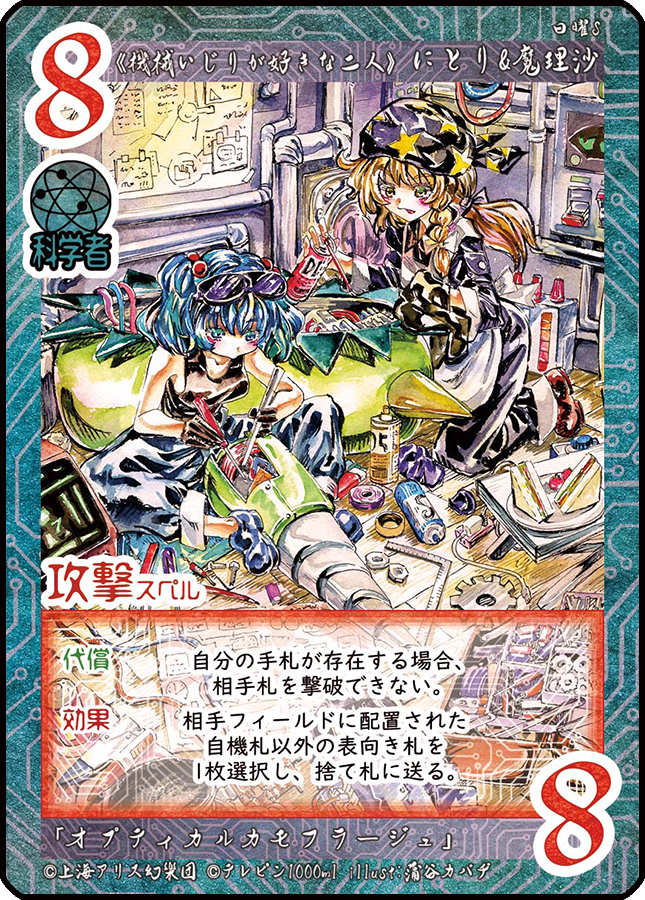 日曜S
8
《機械いじりが好きな二人》にとり&魔理沙
科学者
DE
攻撃スペル
代償 自分の手札が存在する場合、
相手札を撃破できない。
効果 相手フィールドに配置された
自機札以外の表向き札を
1枚選択し、捨て札に送る。
8
「オプティカルカモフラージュ」
©上海アリス幻樂団 ©テレピン1000ml illust:蒲谷カバヂ